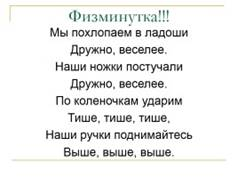 Физминутка!!!
Мы похлопаем в ладоши
Дружно, веселее.
Наши ножки постучали
Дружно, веселее.
По коленочкам ударим
Тише, тише, тише,
Наши ручки поднимайтесь
Выше, выше, выше.